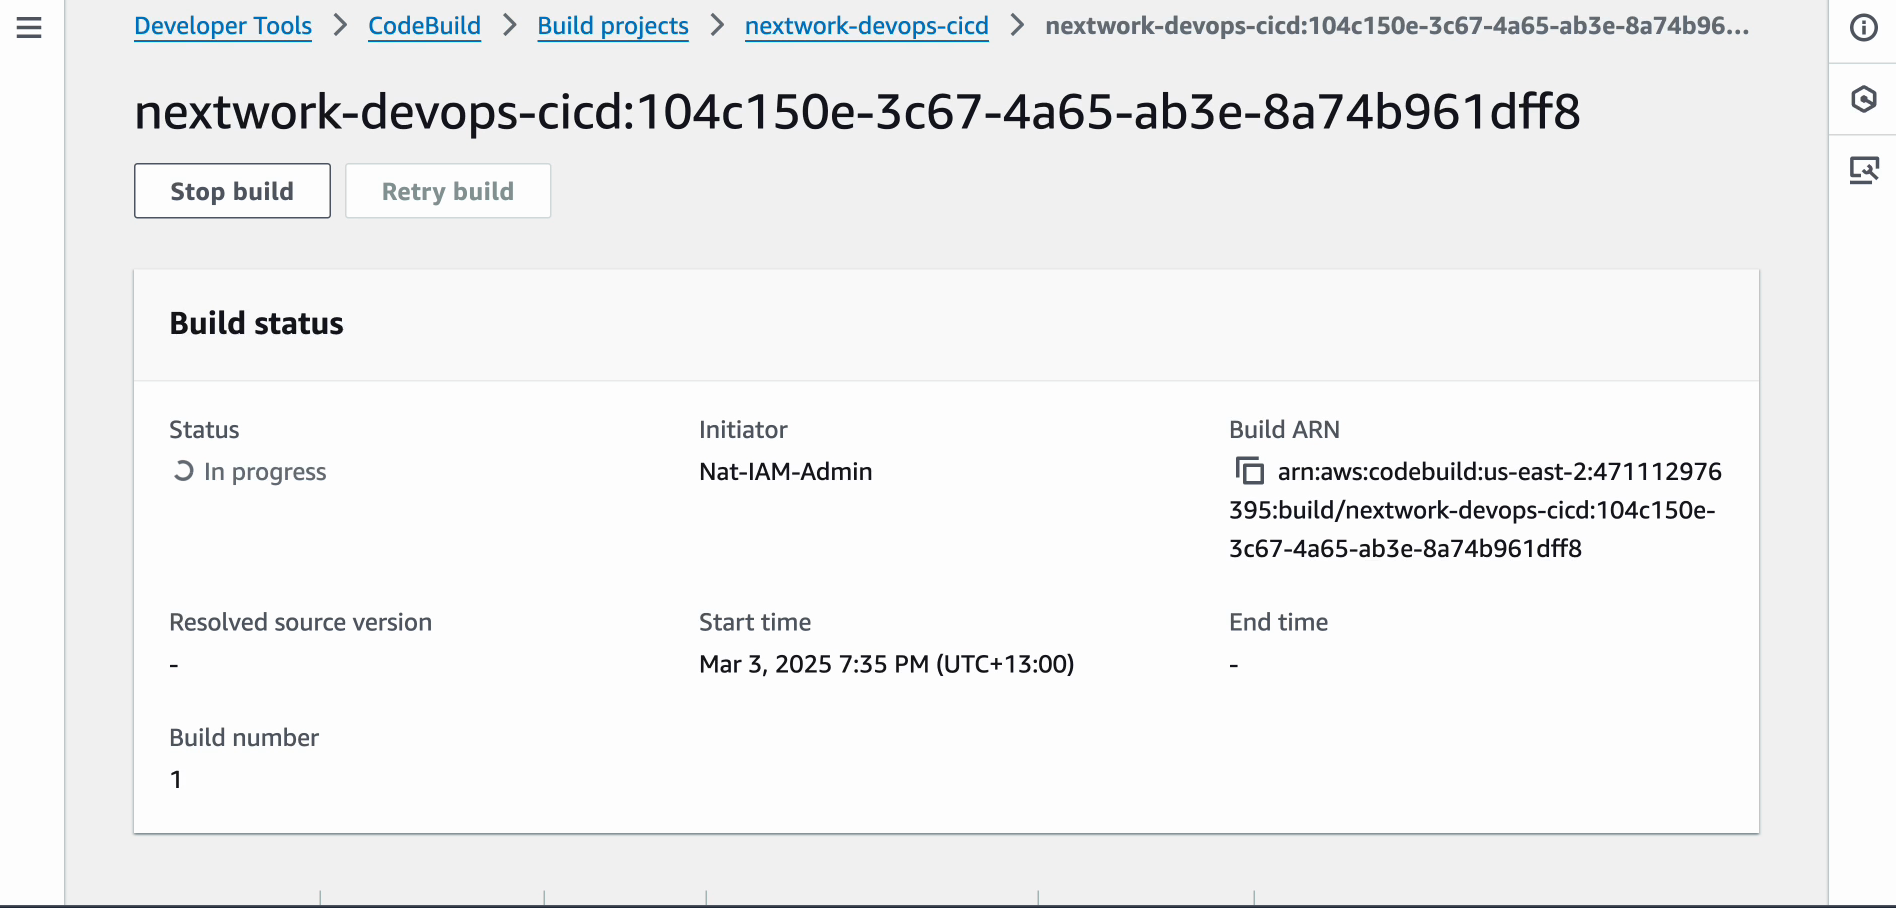 Developer Tools > CodeBuild > Build projects > nextwork-devops-cicd > nextwork-devops-cicd:104c150e-3c67-4a65-ab3e-8a74b96...
nextwork-devops-cicd:104c150e-3c67-4a65-ab3e-8a74b961dff8
Stop build Retry build
Build status
Status Initiator Build ARN
In progress Nat-IAM-Admin arn:aws:codebuild:us-east-2:471112976
395:build/nextwork-devops-cicd:104c150e-
3c67-4a65-ab3e-8a74b961dff8
Resolved source version Start time End time
- Mar 3, 2025 7:35 PM (UTC+13:00) -
Build number
1